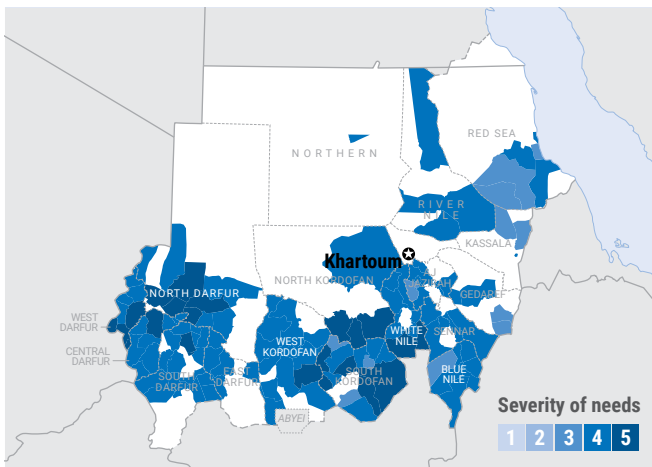 RED SEA
NORTHERN
RIVER
NILE
KASSALA
Khartoum
NORTH KORDOFAN
AJ
JAZIRAH
GEDAREF
NORTH DARFUR
WEST
DARFUR
WHITE
NILE
SENNAR
WEST
KORDOFAN
CENTRAL
DARFUR
SOUTH
DARFUR
EAST
DARFUR
SOUTH
KORDOFAN
BLUE
NILE
ABYEI
Severity of needs
1 2 3 4 5